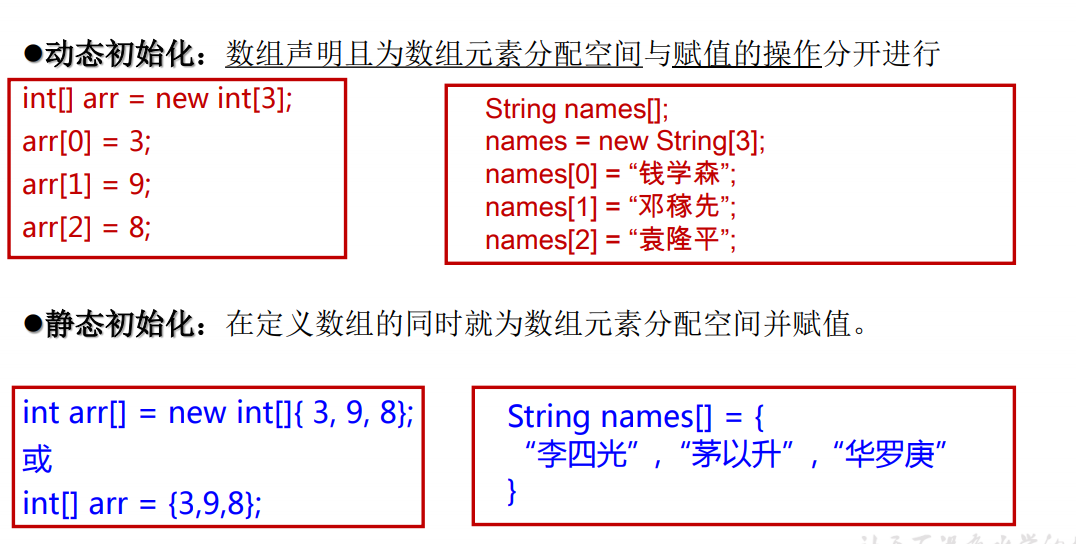 ●动态初始化：数组声明且为数组元素分配空间与赋值的操作分开进行
int[] arr = new int[3];
arr[0] = 3;
arr[1] = 9;
arr[2] = 8;
String names[];
names = new String[3];
names[0] = “钱学森”;
names[1] = “邓稼先”;
names[2] = “袁隆平”;
●静态初始化：在定义数组的同时就为数组元素分配空间并赋值。
int arr[] = new int[]{ 3, 9, 8};
或
int[] arr = {3,9,8};
String names[] = {
“李四光”,“茅以升”,“华罗庚”
}